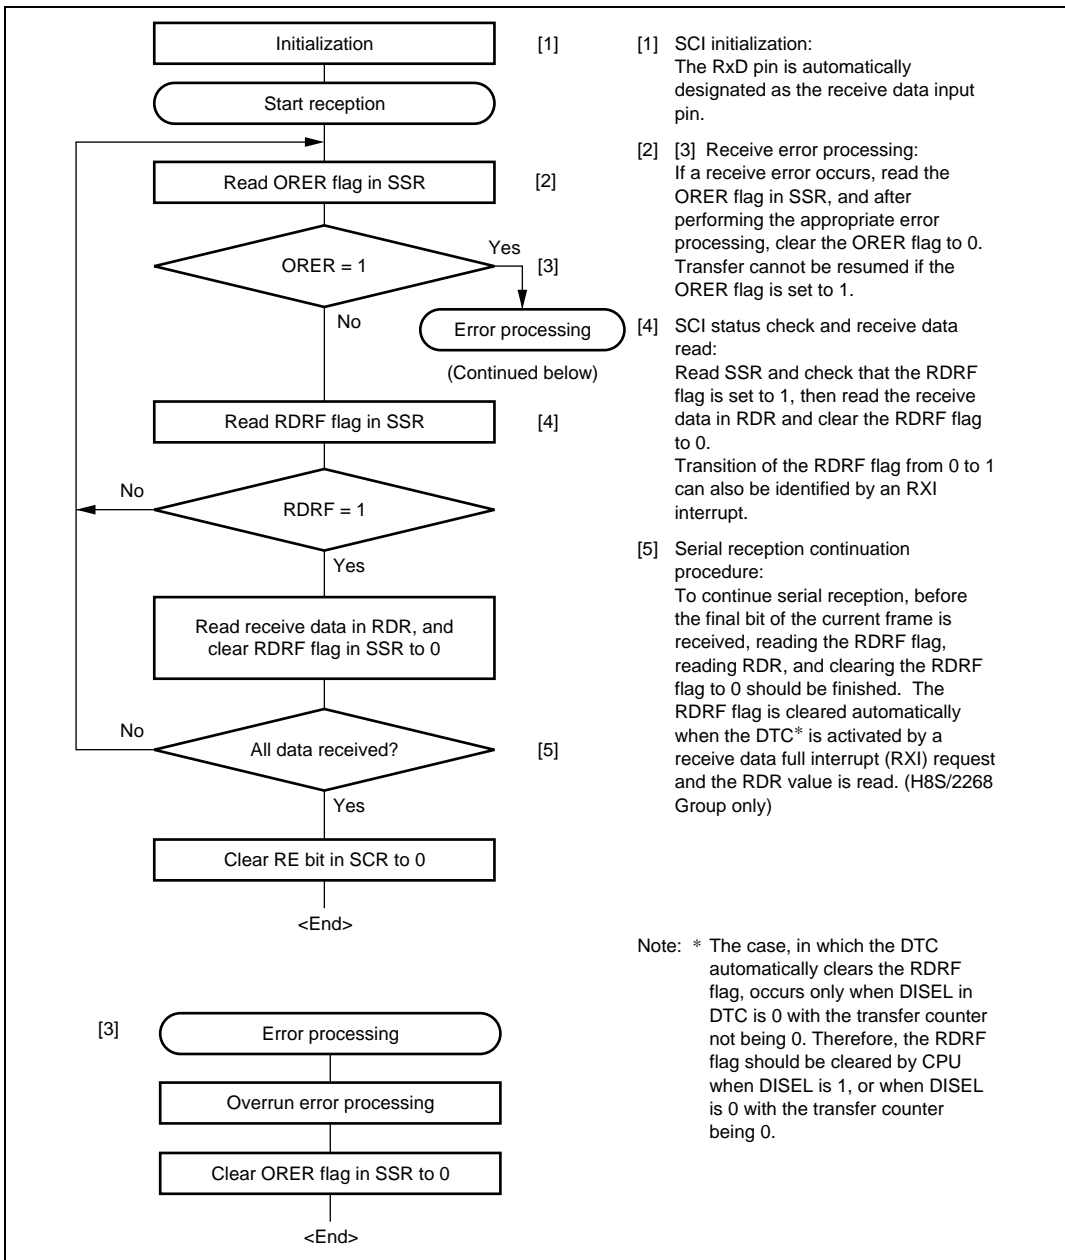 Initialization [1]
Start reception
Read ORER flag in SSR [2]
Yes
ORER = 1 [3]
No
Error processing
(Continued below)
Read RDRF flag in SSR [4]
No
RDRF = 1
Yes
Read receive data in RDR, and
clear RDRF flag in SSR to 0
No
All data received? [5]
Yes
Clear RE bit in SCR to 0
<End>
[3] Error processing
Overrun error processing
Clear ORER flag in SSR to 0
<End>
[1] SCI initialization:
The RxD pin is automatically
designated as the receive data input
pin.
[2] [3] Receive error processing:
If a receive error occurs, read the
ORER flag in SSR, and after
performing the appropriate error
processing, clear the ORER flag to 0.
Transfer cannot be resumed if the
ORER flag is set to 1.
[4] SCI status check and receive data
read:
Read SSR and check that the RDRF
flag is set to 1, then read the receive
data in RDR and clear the RDRF flag
to 0.
Transition of the RDRF flag from 0 to 1
can also be identified by an RXI
interrupt.
[5] Serial reception continuation
procedure:
To continue serial reception, before
the final bit of the current frame is
received, reading the RDRF flag,
reading RDR, and clearing the RDRF
flag to 0 should be finished. The
RDRF flag is cleared automatically
when the DTC* is activated by a
receive data full interrupt (RXI) request
and the RDR value is read. (H8S/2268
Group only)
Note: * The case, in which the DTC
automatically clears the RDRF
flag, occurs only when DISEL in
DTC is 0 with the transfer counter
not being 0. Therefore, the RDRF
flag should be cleared by CPU
when DISEL is 1, or when DISEL
is 0 with the transfer counter
being 0.